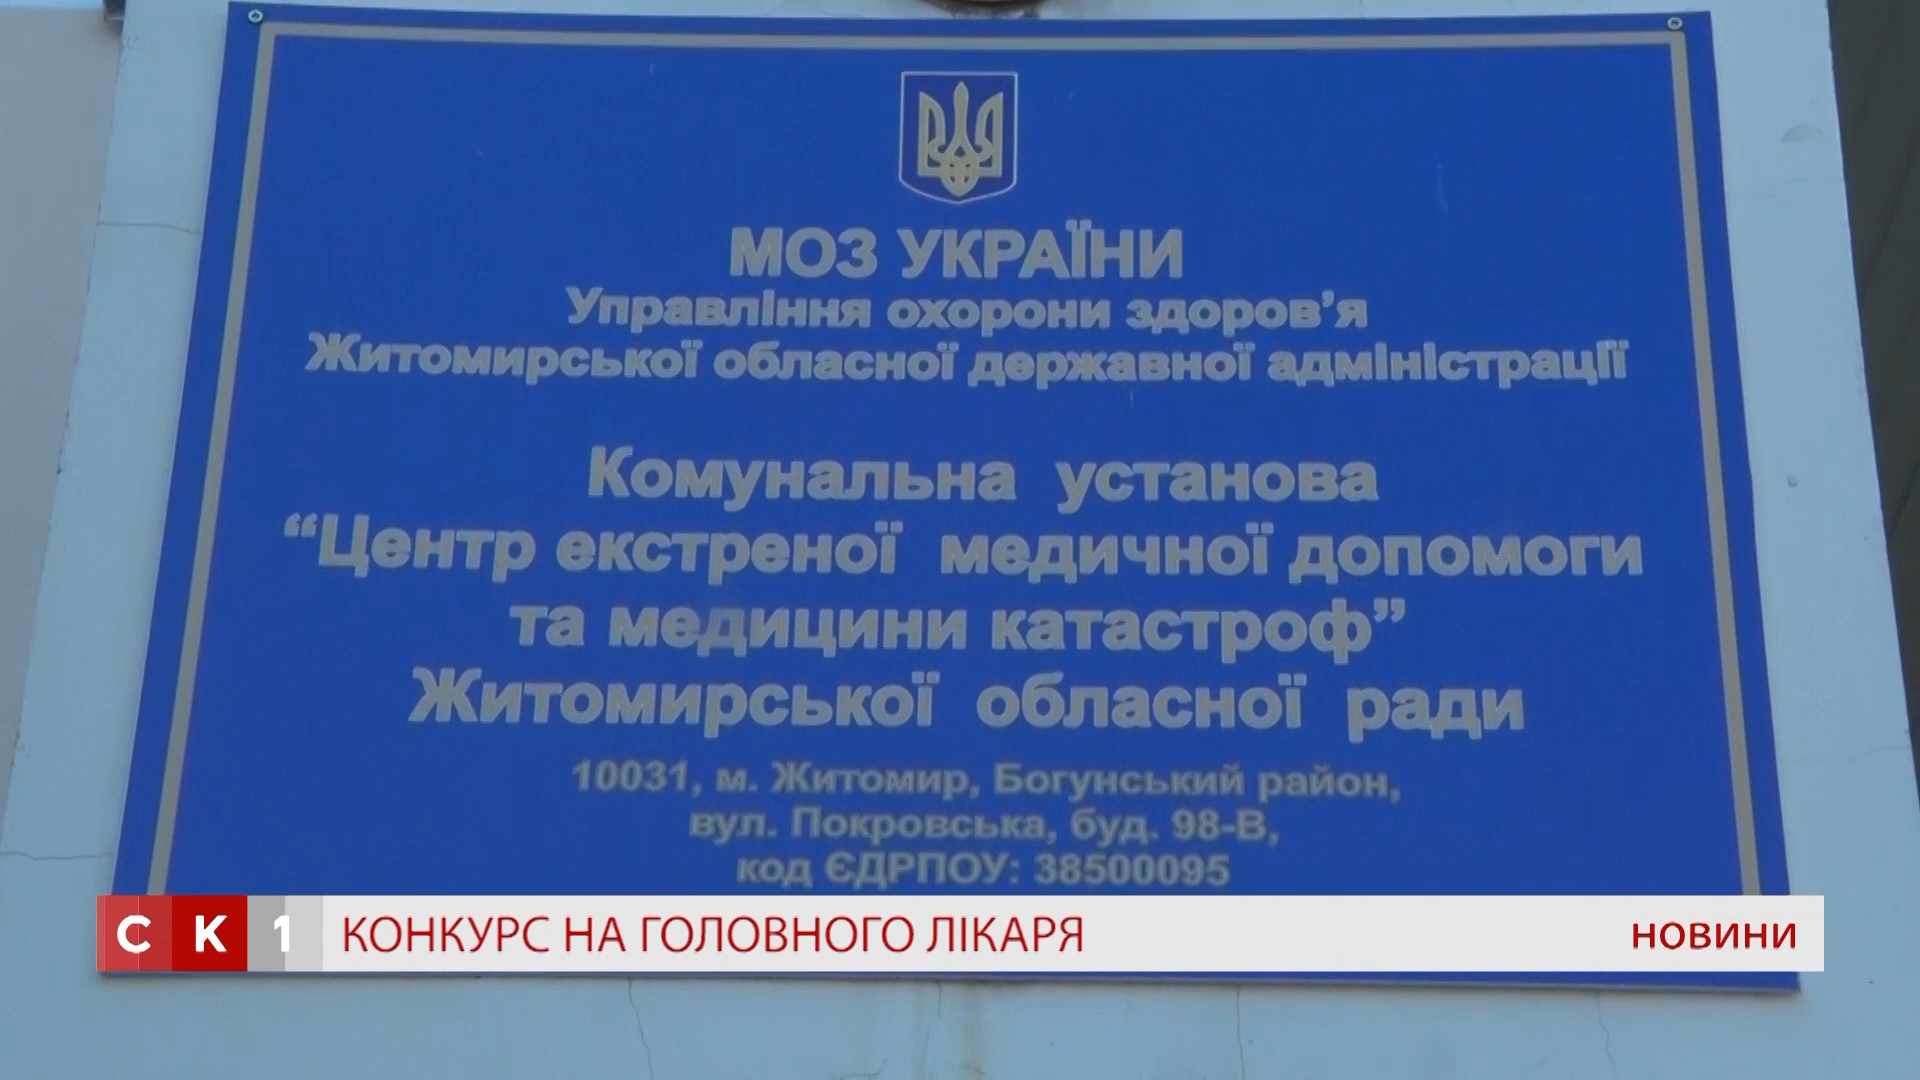 МОЗ УКРАЇНИ
Управління охорони здоров’я
Житомирської обласної державної адміністрації
Комунальна установа
“Центр екстреної медичної допомоги
та медицини катастроф”
Житомирської обласної ради
10031, м. Житомир, Богунський район,
вул. Покровська, буд. 98-В,
код ЄДРПОУ: 38500095
СК1 КОНКУРС НА ГОЛОВНОГО ЛІКАРЯ НОВИНИ